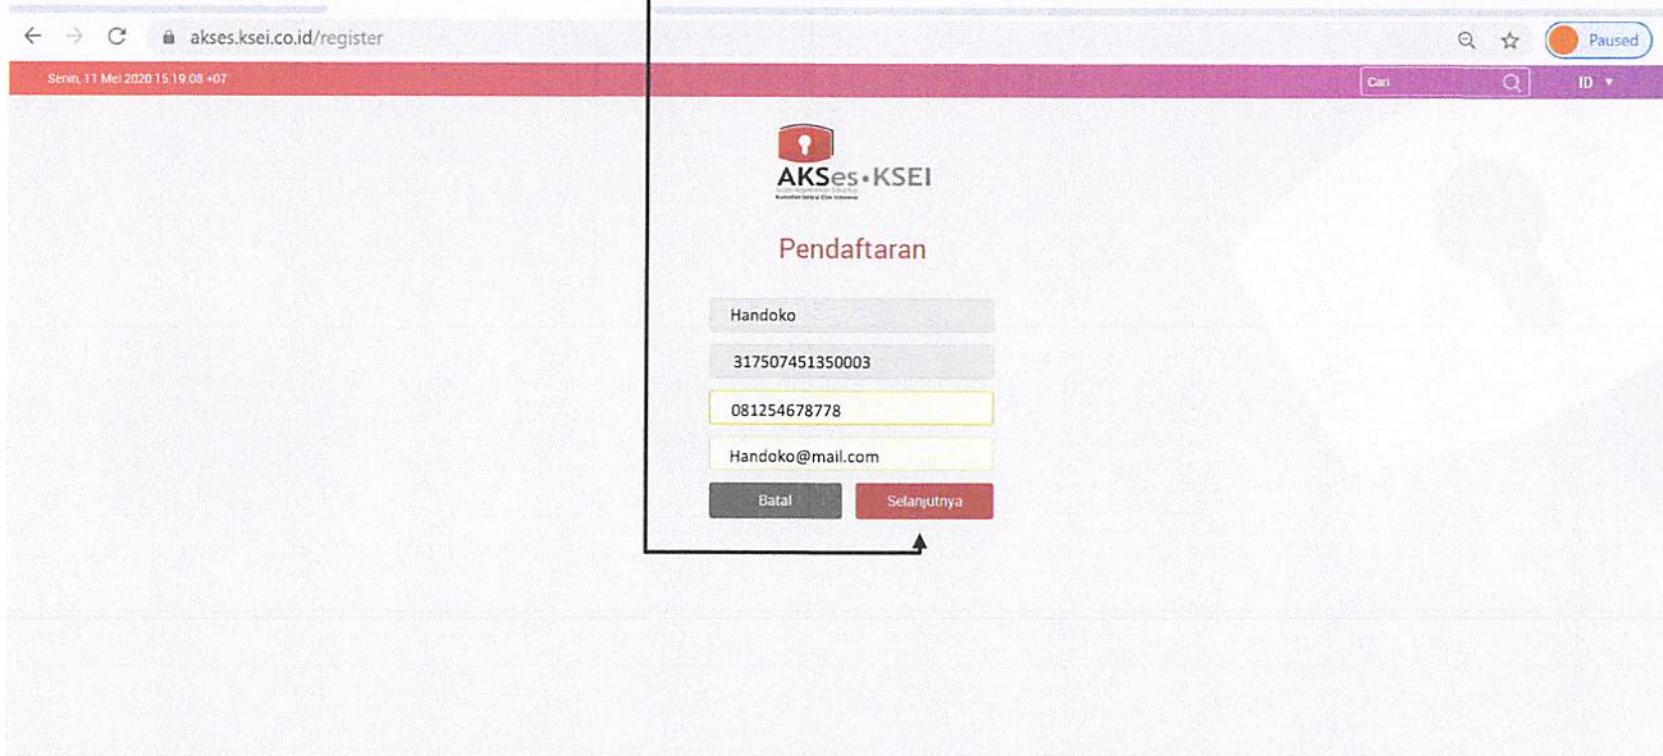 akses.ksei.co.id/register
Paused
Senin, 11 Mei 2020 15:19:08 +07
Cari
ID
AKSes•KSEI
Pendaftaran
Handoko
317507451350003
081254678778
Handoko@mail.com
Batal
Selanjutnya